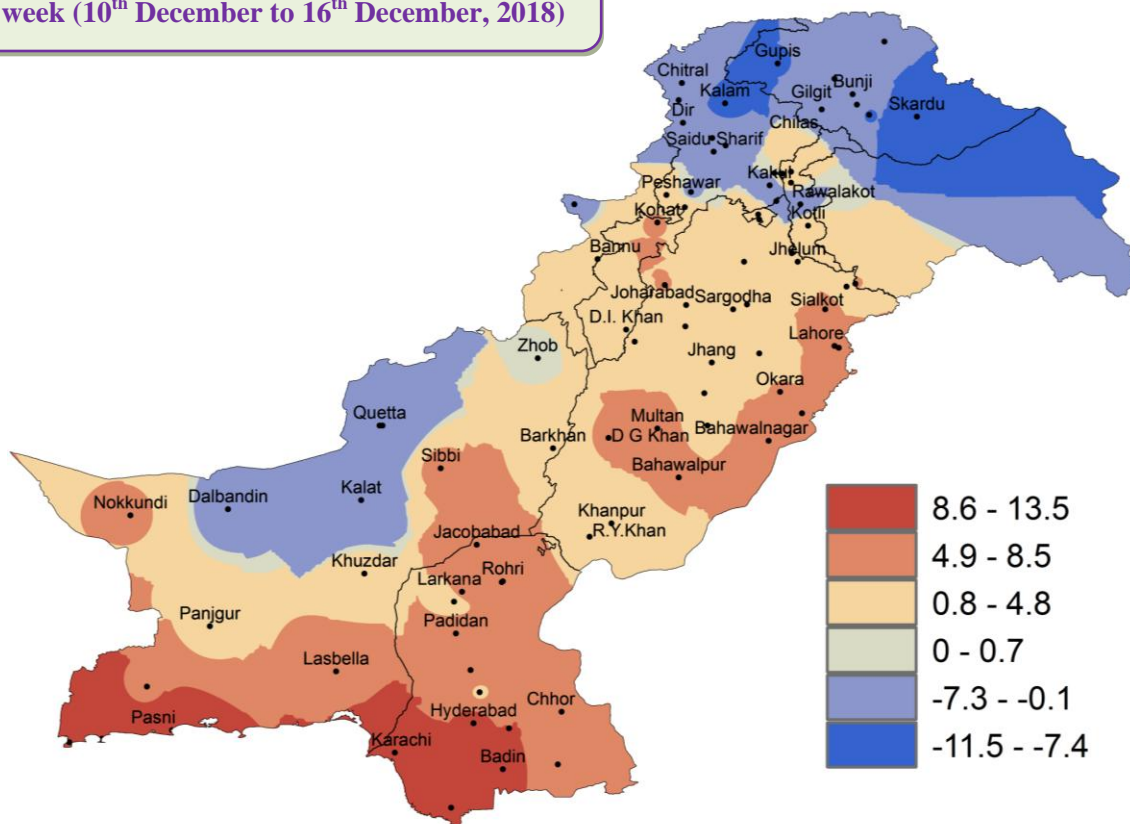 week (10th December to 16th December, 2018)
Gupis
Chitral
Kalam
Gilgit
Bunji
Skardu
Dir
Chilas
Saidu Sharif
Kakul
Peshawar
Rawalakot
Kohat
Kotli
Bannu
Jhelum
Joharabad
Sargodha
Sialkot
D.I. Khan
Lahore
Zhob
Jhang
Okara
Quetta
Multan
Barkhan
D G Khan
Bahawalnagar
Sibbi
Bahawalpur
Nokkundi
Dalbandin
Kalat
Khanpur
R.Y.Khan
Jacobabad
Khuzdar
Rohri
Larkana
Panjgur
Padidan
Lasbella
Chhor
Pasni
Hyderabad
Karachi
Badin
8.6 - 13.5
4.9 - 8.5
0.8 - 4.8
0 - 0.7
-7.3 - -0.1
-11.5 - -7.4